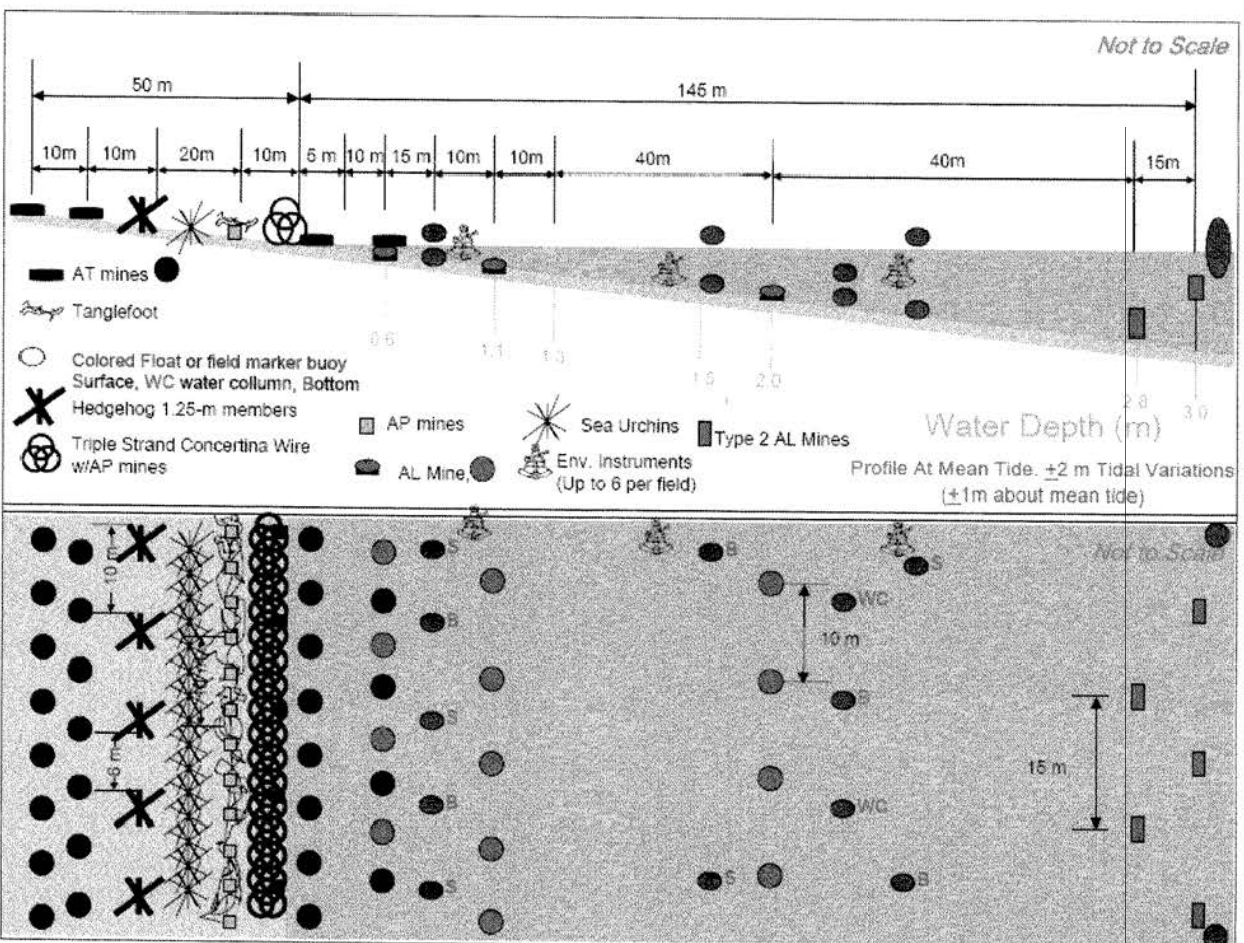 Not to Scale
50 m
145 m
10m
10m
20m
10m
5 m
10 m
15 m
10m
10m
40m
40m
15m
AT mines
Tanglefoot
Colored Float or field marker buoy
Surface, WC water collumn, Bottom
Hedgehog 1.25-m members
Triple Strand Concertina Wire
w/AP mines
AP mines
AL Mine,
Sea Urchins
Env. Instruments
(Up to 6 per field)
Type 2 AL Mines
0.6
1.1
1.3
1.5
2.0
2.8
3.0
Water Depth (m)
Profile At Mean Tide. ±2 m Tidal Variations
(±1m about mean tide)
Not to Scale
10 m
6 m
S
B
S
B
S
B
S
S
WC
B
WC
B
10 m
15 m